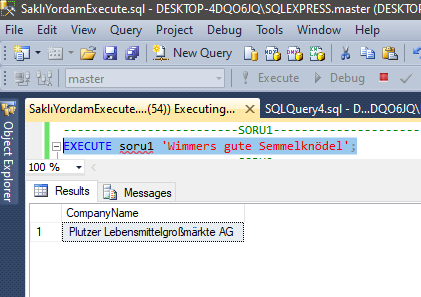 SaklıYordamExecute.sql - DESKTOP-4DQO6JQ\SQLEXPRESS.master (DESKTOP
File Edit View Query Project Debug Tools Window Help
New Query
master Execute Debug
Object Explorer
SaklıYordamExecute....(54)) Executing... SQLQuery4.sql - D...DQO6JQ\
SORU1
EXECUTE soru1 'Wimmers gute Semmelknödel';
100 %
Results Messages
CompanyName
1 Plutzer Lebensmittelgroßmärkte AG